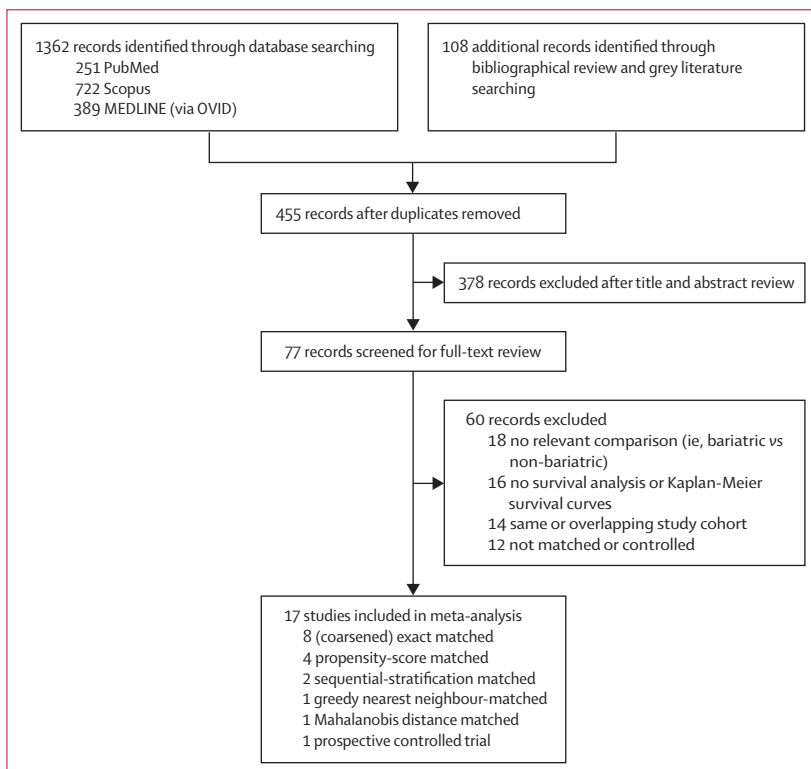 1362 records identified through database searching
251 PubMed
722 Scopus
389 MEDLINE (via OVID)
108 additional records identified through
bibliographical review and grey literature
searching
455 records after duplicates removed
378 records excluded after title and abstract review
77 records screened for full-text review
60 records excluded
18 no relevant comparison (ie, bariatric vs
non-bariatric)
16 no survival analysis or Kaplan-Meier
survival curves
14 same or overlapping study cohort
12 not matched or controlled
17 studies included in meta-analysis
8 (coarsened) exact matched
4 propensity-score matched
2 sequential-stratification matched
1 greedy nearest neighbour-matched
1 Mahalanobis distance matched
1 prospective controlled trial